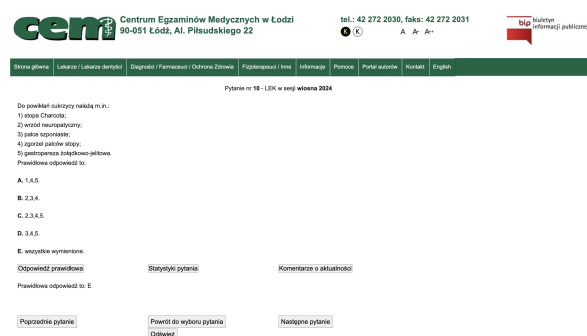 cem
Centrum Egzaminów Medycznych w Łodzi
90-051 Łódź, Al. Piłsudskiego 22
tel.: 42 272 2030, faks: 42 272 2031
K K A A+ A++
bip biuletyn
informacji publicznej
Strona główna Lekarze / Lekarze dentyści Diagności / Farmaceuci / Ochrona Zdrowia Fizjoterapeuci / Inne Informacje Pomoce Portal autorów Kontakt English
Pytanie nr 10 - LEK w sesji wiosna 2024
Do powikłań cukrzycy należą m.in.:
1) stopa Charcota;
2) wrzód neuropatyczny;
3) palce szponiaste;
4) zgorzel palców stopy;
5) gastropareza żołądkowo-jelitowa.
Prawidłowa odpowiedź to:
A. 1,4,5.
B. 2,3,4.
C. 2,3,4,5.
D. 3,4,5.
E. wszystkie wymienione.
Odpowiedź prawidłowa Statystyki pytania Komentarze o aktualności
Prawidłowa odpowiedź to: E
Poprzednie pytanie Powrót do wyboru pytania Następne pytanie
Odśwież